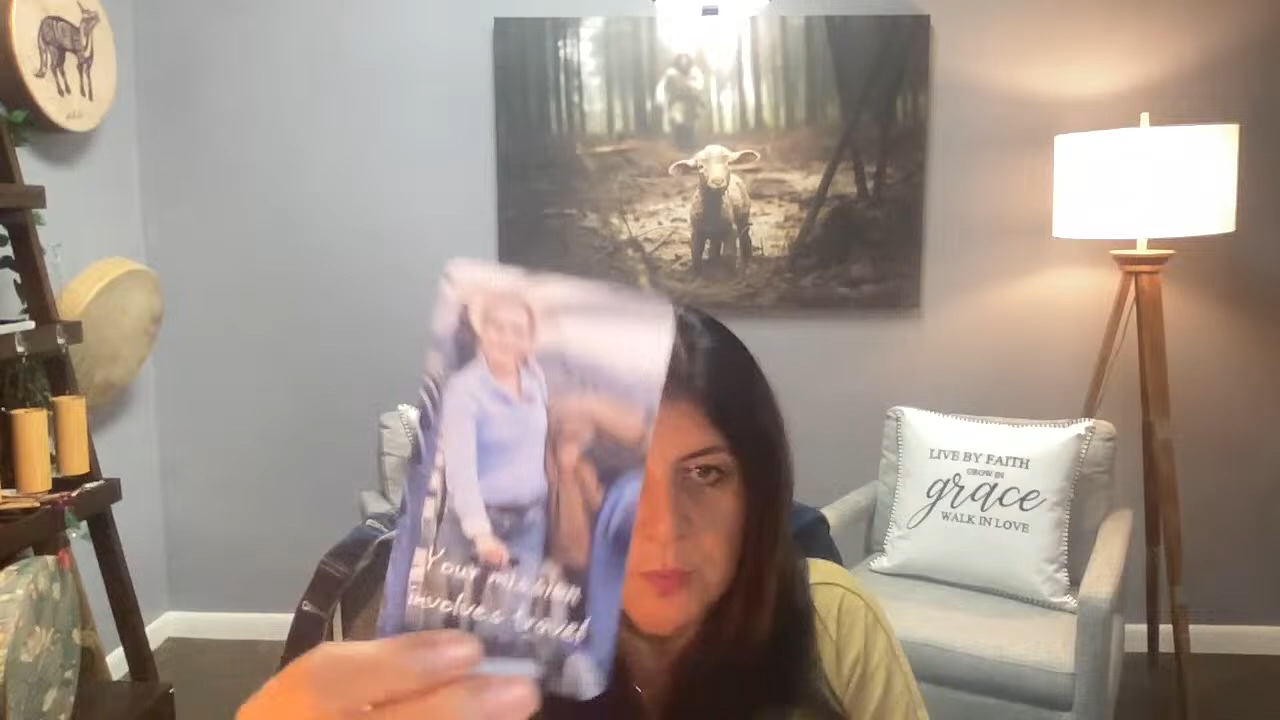 LIVE BY FAITH
GROW IN
grace
WALK IN LOVE
Your mission
involves travel